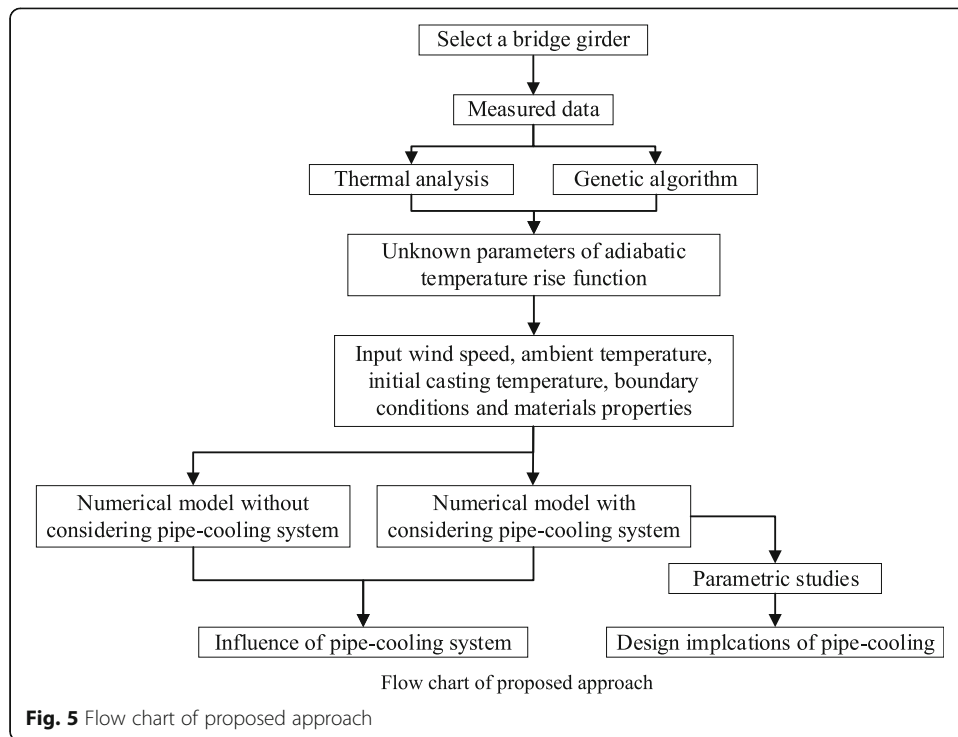 Select a bridge girder
Measured data
Thermal analysis
Genetic algorithm
Unknown parameters of adiabatic
temperature rise function
Input wind speed, ambient temperature,
initial casting temperature, boundary
conditions and materials properties
Numerical model without
considering pipe-cooling system
Numerical model with
considering pipe-cooling system
Parametric studies
Influence of pipe-cooling system
Design implcations of pipe-cooling
Flow chart of proposed approach
Fig. 5 Flow chart of proposed approach